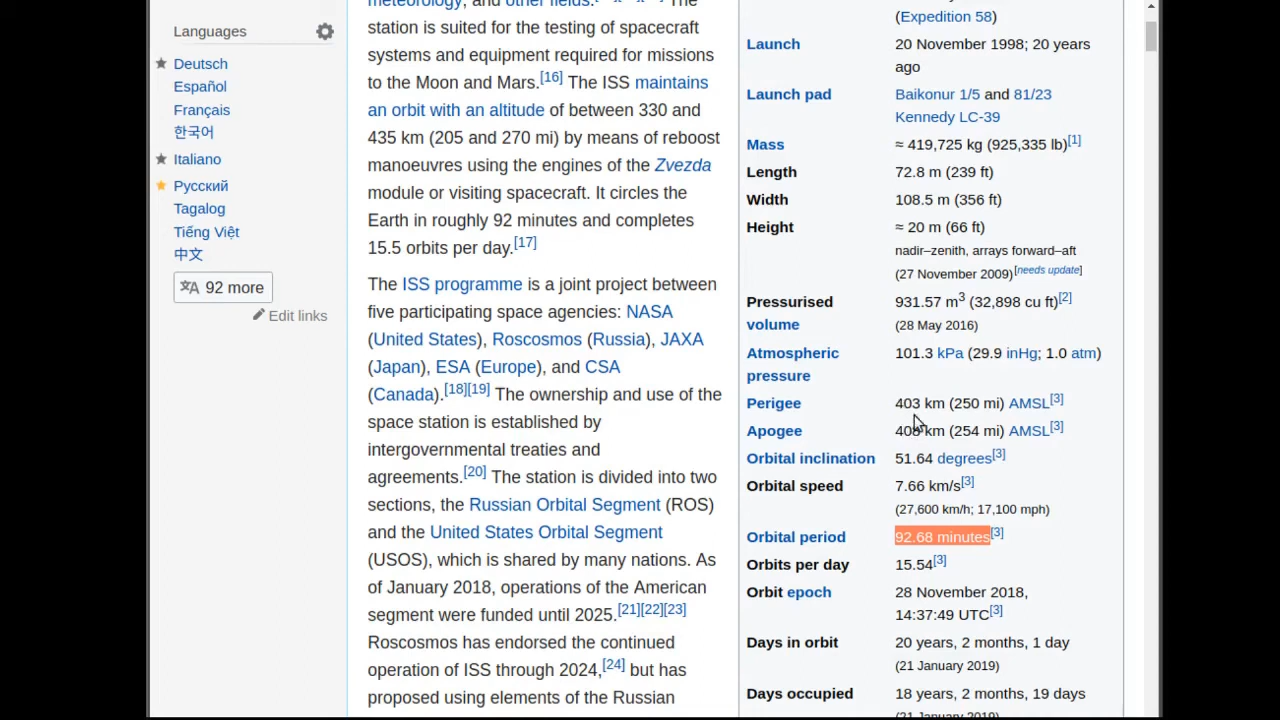 Languages
Deutsch
Español
Français
한국어
Italiano
Русский
Tagalog
Tiếng Việt
中文
92 more
Edit links
meteorology, and other fields. The
station is suited for the testing of spacecraft
systems and equipment required for missions
to the Moon and Mars.[16] The ISS maintains
an orbit with an altitude of between 330 and
435 km (205 and 270 mi) by means of reboost
manoeuvres using the engines of the Zvezda
module or visiting spacecraft. It circles the
Earth in roughly 92 minutes and completes
15.5 orbits per day.[17]
The ISS programme is a joint project between
five participating space agencies: NASA
(United States), Roscosmos (Russia), JAXA
(Japan), ESA (Europe), and CSA
(Canada).[18][19] The ownership and use of the
space station is established by
intergovernmental treaties and
agreements.[20] The station is divided into two
sections, the Russian Orbital Segment (ROS)
and the United States Orbital Segment
(USOS), which is shared by many nations. As
of January 2018, operations of the American
segment were funded until 2025.[21][22][23]
Roscosmos has endorsed the continued
operation of ISS through 2024,[24] but has
proposed using elements of the Russian
(Expedition 58)
Launch 20 November 1998; 20 years
ago
Launch pad Baikonur 1/5 and 81/23
Kennedy LC-39
Mass ≈ 419,725 kg (925,335 lb)[1]
Length 72.8 m (239 ft)
Width 108.5 m (356 ft)
Height ≈ 20 m (66 ft)
nadir–zenith, arrays forward–aft
(27 November 2009)[needs update]
Pressurised 931.57 m3 (32,898 cu ft)[2]
volume (28 May 2016)
Atmospheric 101.3 kPa (29.9 inHg; 1.0 atm)
pressure
Perigee 403 km (250 mi) AMSL[3]
Apogee 408 km (254 mi) AMSL[3]
Orbital inclination 51.64 degrees[3]
Orbital speed 7.66 km/s[3]
(27,600 km/h; 17,100 mph)
Orbital period 92.68 minutes[3]
Orbits per day 15.54[3]
Orbit epoch 28 November 2018,
14:37:49 UTC[3]
Days in orbit 20 years, 2 months, 1 day
(21 January 2019)
Days occupied 18 years, 2 months, 19 days
(21 January 2019)